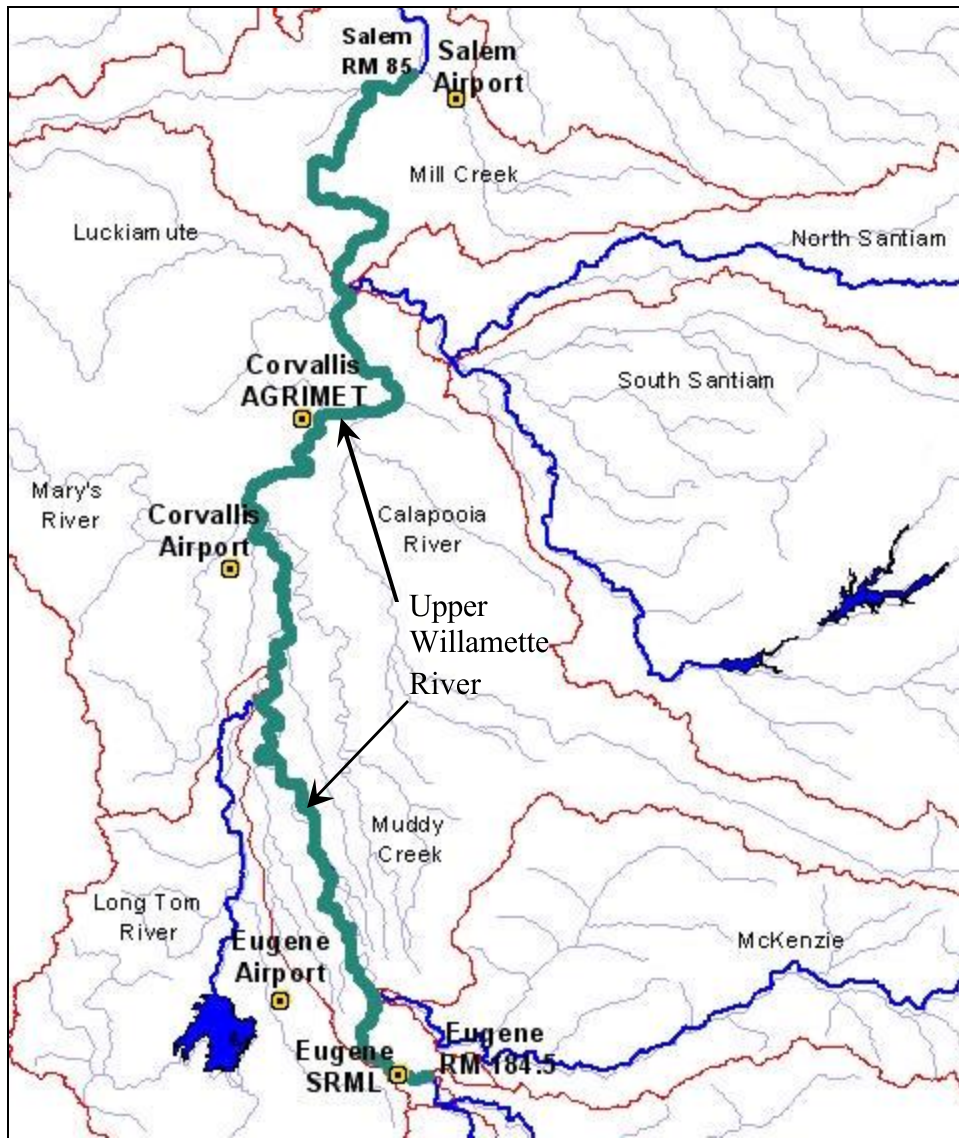 Salem
RM 85
Salem
Airport
Mill Creek
Luckiamute
North Santiam
Corvallis
AGRIMET
South Santiam
Mary's
River
Corvallis
Airport
Calapooia
River
Upper
Willamette
River
Muddy
Creek
Long Tom
River
Eugene
Airport
McKenzie
Eugene
RM 184.5
Eugene
SRML